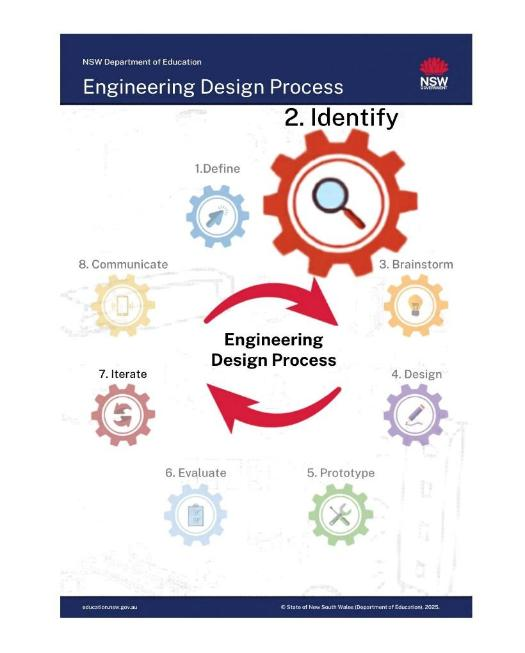 NSW Department of Education
Engineering Design Process
NSW
GOVERNMENT
2. Identify
1.Define
8. Communicate
3. Brainstorm
Engineering
Design Process
7. Iterate
4. Design
6. Evaluate
5. Prototype
education.nsw.gov.au
© State of New South Wales (Department of Education), 2025.